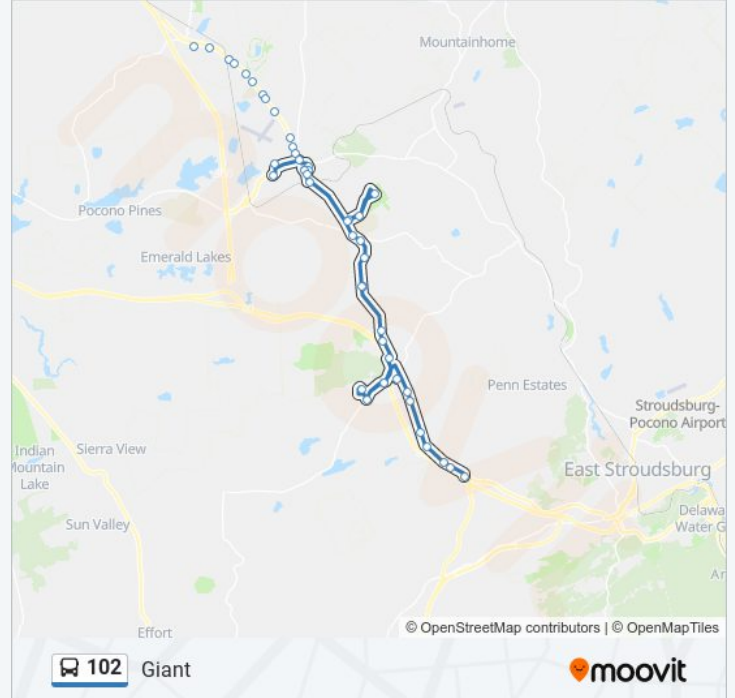 Mountainhome
Pocono Pines
Emerald Lakes
Penn Estates
Stroudsburg-
Pocono Airport
Sierra View
Indian
Mountain
Lake
East Stroudsburg
Sun Valley
Delawa
Water G
Ar
Effort
© OpenStreetMap contributors | © OpenMapTiles
102 Giant
moovit